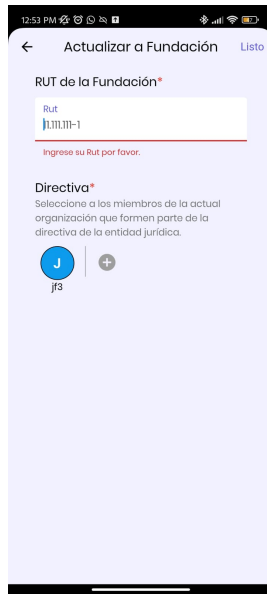 12:53 PM
Actualizar a Fundación Listo
RUT de la Fundación*
Rut
11.111.111-1
Ingrese su Rut por favor.
Directiva*
Seleccione a los miembros de la actual
organización que formen parte de la
directiva de la entidad jurídica.
J
jf3